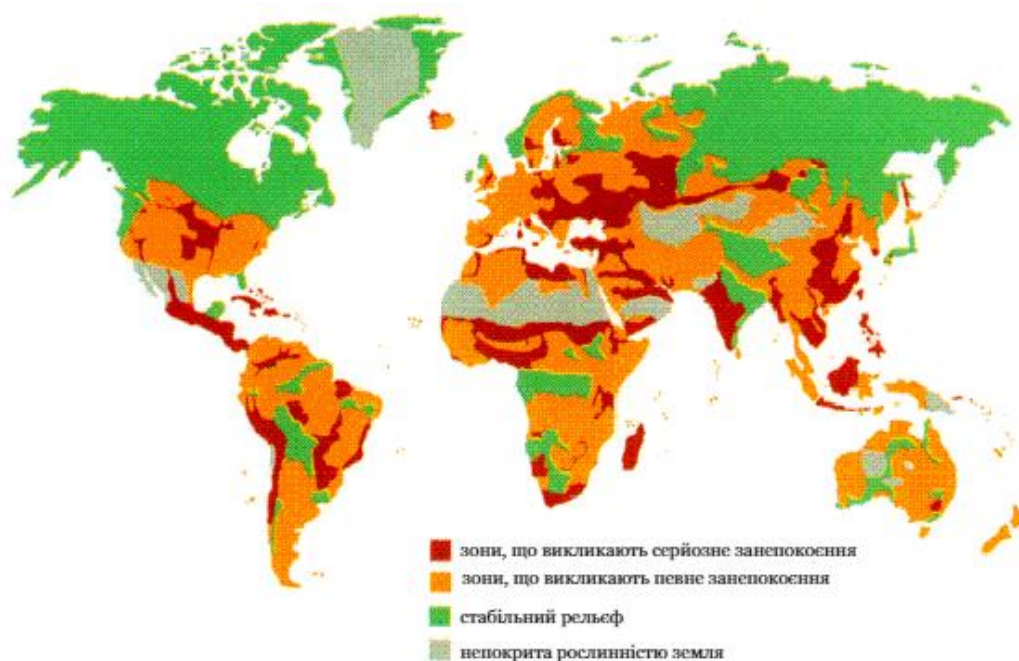 зони, що викликають серйозне занепокоєння
зони, що викликають певне занепокоєння
стабільний рельєф
непокрита рослинністю земля